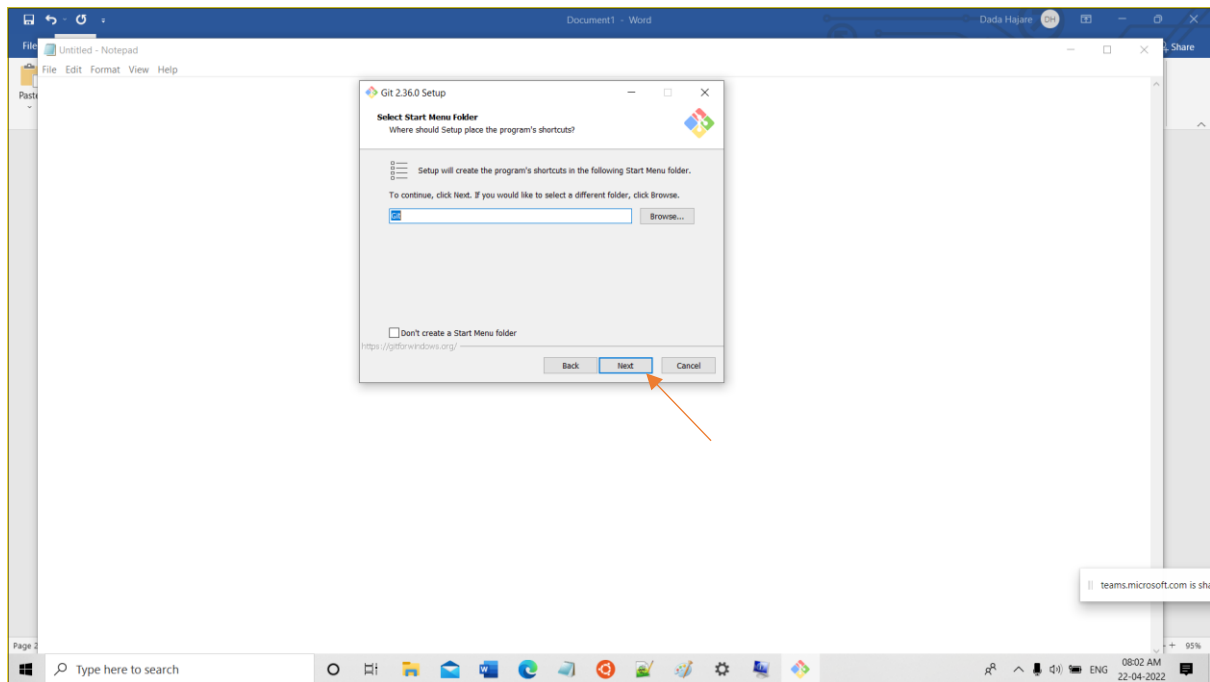 Document1 - Word
Dada Hajare DH
File
Share
Untitled - Notepad
File Edit Format View Help
Paste
Git 2.36.0 Setup
Select Start Menu Folder
Where should Setup place the program's shortcuts?
Setup will create the program's shortcuts in the following Start Menu folder.
To continue, click Next. If you would like to select a different folder, click Browse.
Git
Browse...
Don't create a Start Menu folder
https://gitforwindows.org/
Back Next Cancel
teams.microsoft.com is sha
Page 2
+ 95%
Type here to search
ENG
08:02 AM
22-04-2022